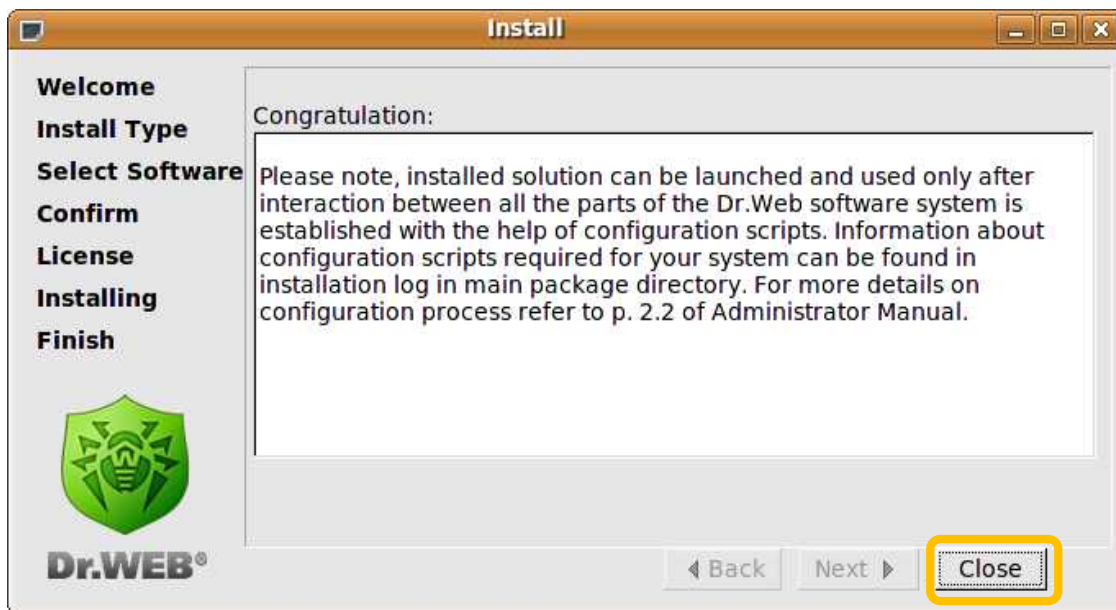 Install
Welcome
Install Type
Select Software
Confirm
License
Installing
Finish
Dr.WEB®
Congratulation:
Please note, installed solution can be launched and used only after
interaction between all the parts of the Dr.Web software system is
established with the help of configuration scripts. Information about
configuration scripts required for your system can be found in
installation log in main package directory. For more details on
configuration process refer to p. 2.2 of Administrator Manual.
Back
Next
Close